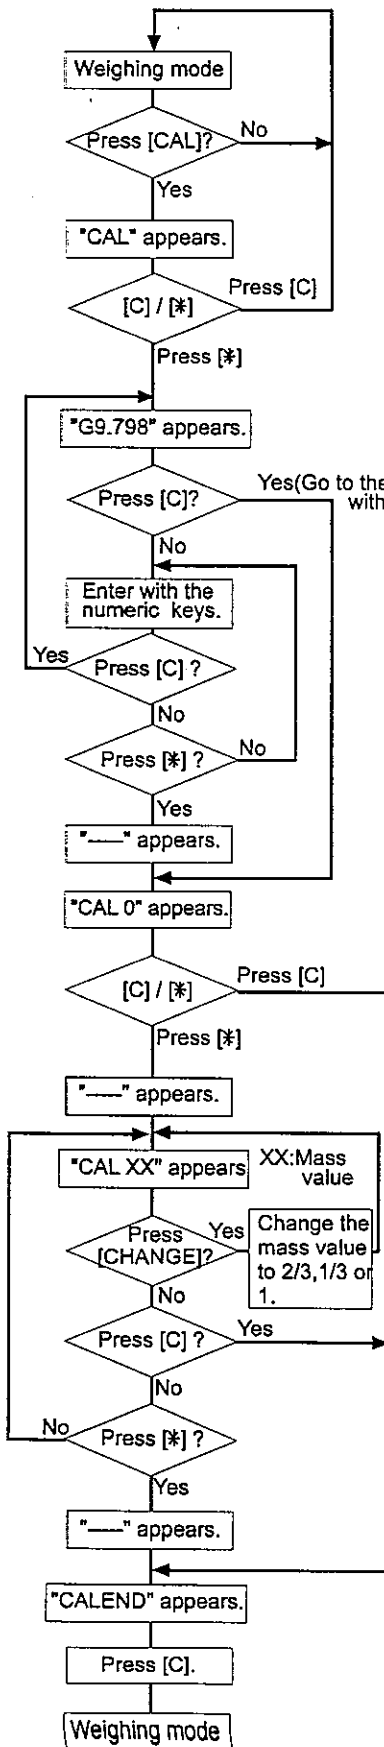 Weighing mode
Press [CAL]?
No
Yes
"CAL" appears.
[C] / [*]
Press [C]
Press [*]
"G9.798" appears.
Press [C]?
Yes(Go to the
with
No
Enter with the
numeric keys.
Yes
Press [C] ?
No
Press [*] ?
No
Yes
"——" appears.
"CAL 0" appears.
[C] / [*]
Press [C]
Press [*]
"——" appears.
"CAL XX" appears
XX:Mass
value
Press
[CHANGE]?
Yes
Change the
mass value
to 2/3,1/3 or
1.
No
Press [C] ?
Yes
No
No
Press [*] ?
Yes
"——" appears.
"CALEND" appears.
Press [C].
Weighing mode